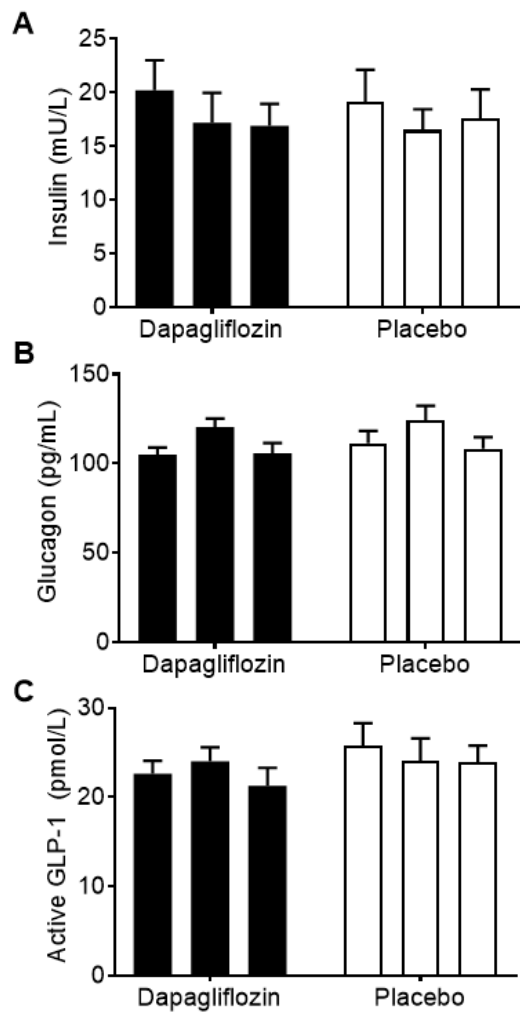 A
Insulin (mU/L)
25
20
15
10
5
0
Dapagliflozin Placebo
B
Glucagon (pg/mL)
150
100
50
0
Dapagliflozin Placebo
C
Active GLP-1 (pmol/L)
30
20
10
0
Dapagliflozin Placebo